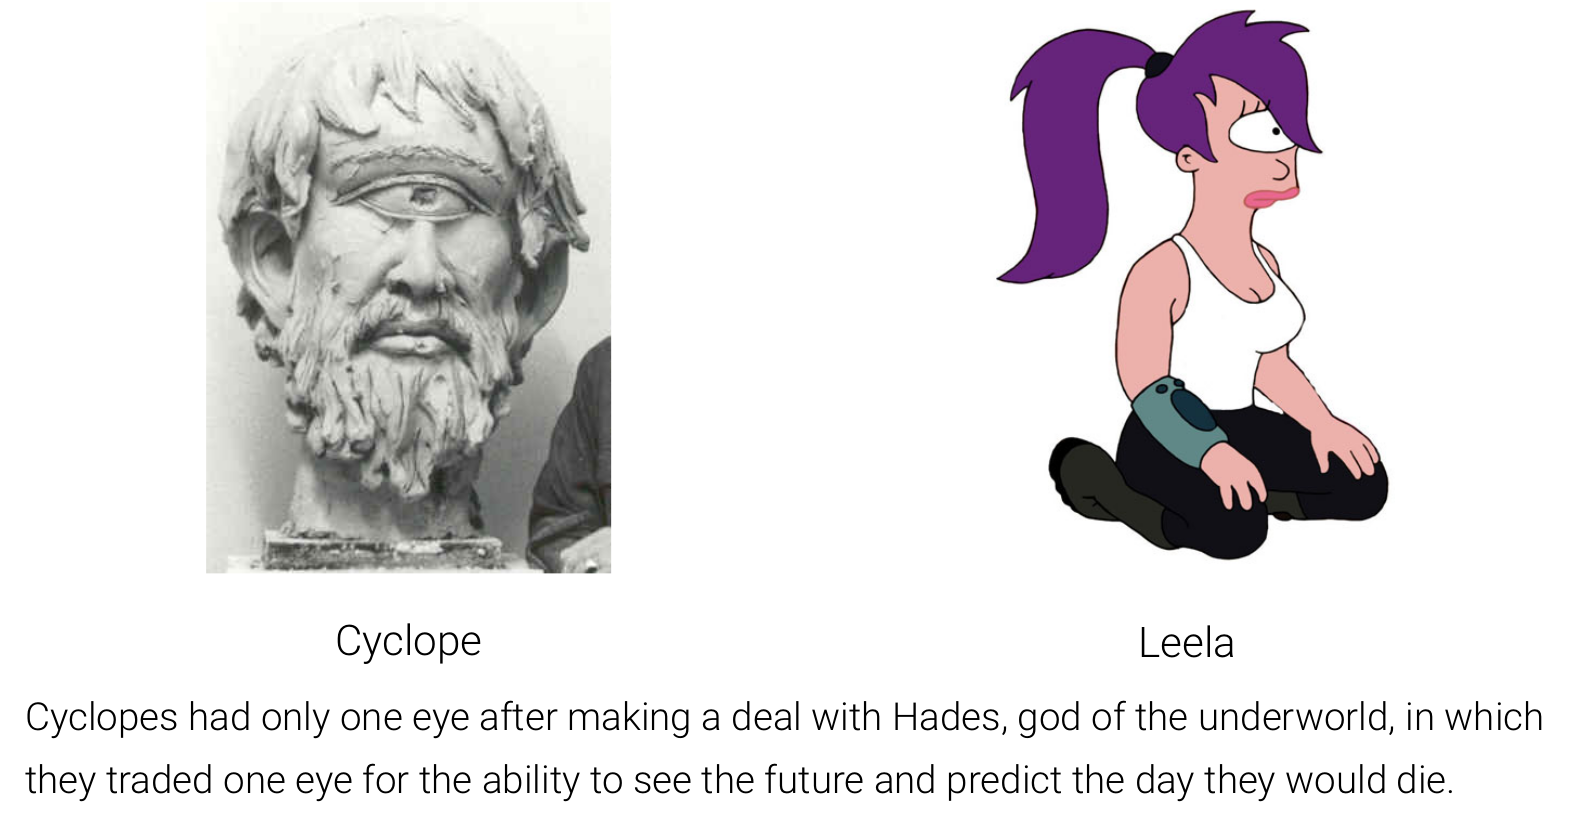 Cyclope
Leela
Cyclopes had only one eye after making a deal with Hades, god of the underworld, in which
they traded one eye for the ability to see the future and predict the day they would die.